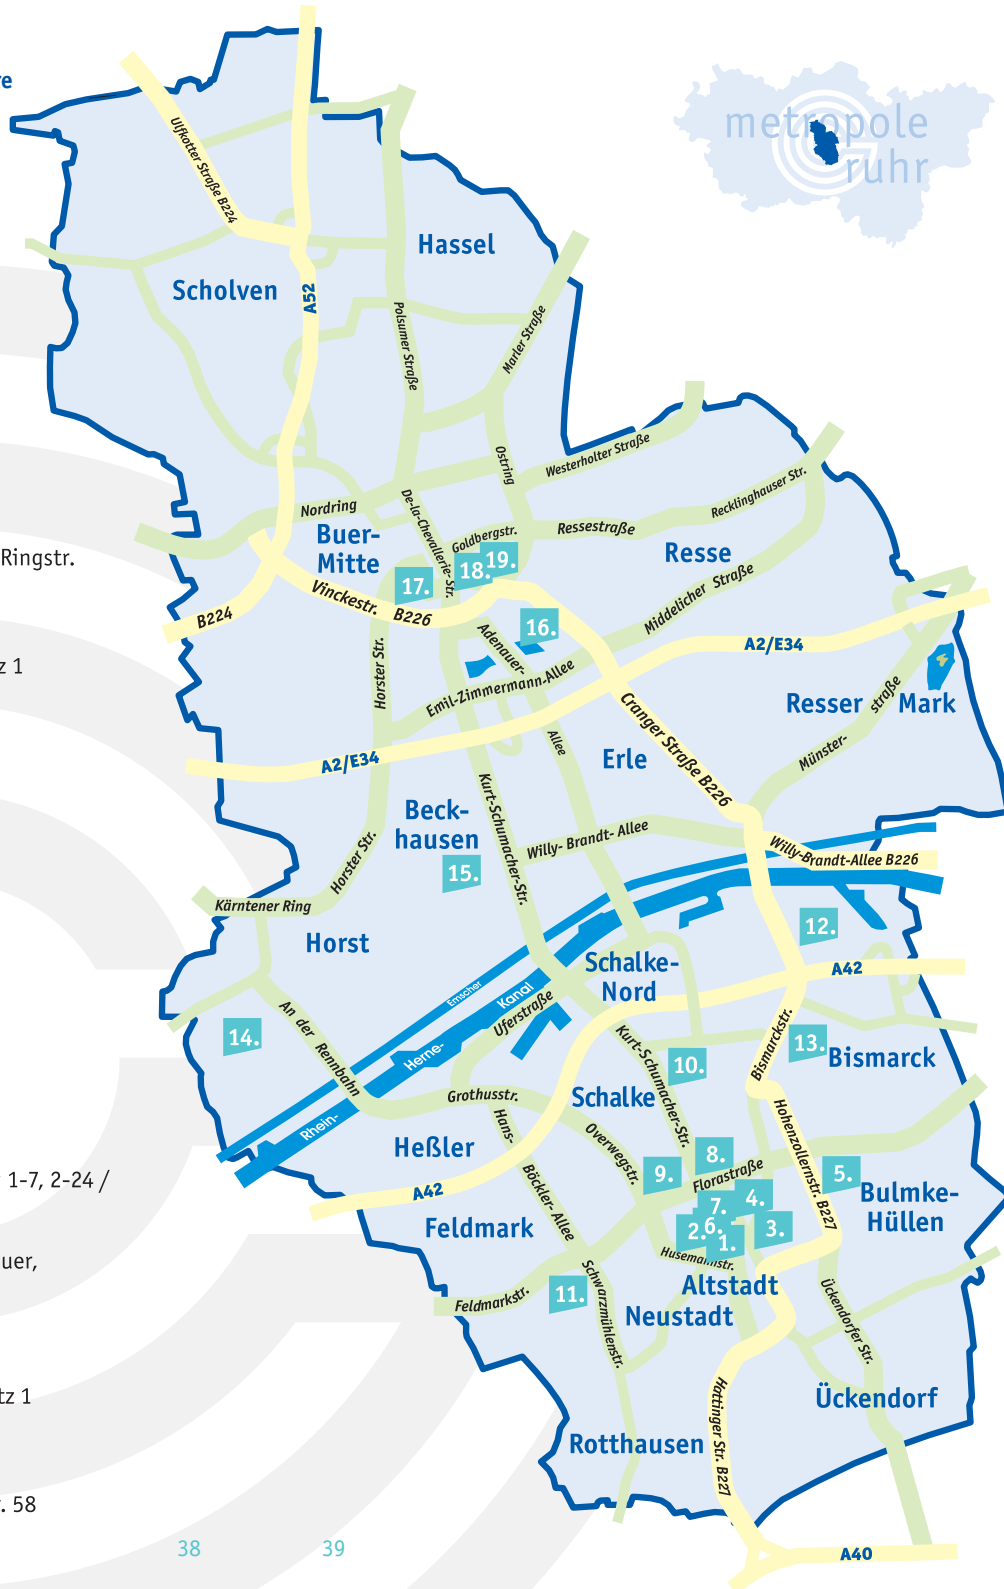 e
metropole
ruhr
Ulfkotter Straße B224
Hassel
Scholven
A52
Polsumer Straße
Marler Straße
Ostring
Westerholter Straße
Recklinghauser Str.
Nordring
De-la-Chevallerie-Str.
Goldbergstr.
Ressestraße
Buer-
Mitte
Resse
Ringstr.
19.
18.
17.
Vinckestr. B226
Middelicher Straße
B224
16.
Adenauer-
Allee
A2/E34
z 1
Horster Str.
Emil-Zimmermann-Allee
Resser Mark
Münster-
straße
Cranger Straße B226
Erle
A2/E34
Beck-
hausen
Kurt-Schumacher-Str.
Willy- Brandt- Allee
Willy-Brandt-Allee B226
Horster Str.
15.
Kärntener Ring
12.
Horst
Schalke-
Nord
A42
Emscher
Kanal
Uferstraße
An der Rennbahn
14.
Herne-
Kurt-Schumacher-Str.
Bismarckstr.
13.
Bismarck
10.
Rhein-
Grothusstr.
Schalke
Hans-
Böckler- Allee
Overwegstr.
Hohenzollernstr. B227
Heßler
8.
9.
Florastraße
5.
1-7, 2-24 /
A42
4.
7.
Bulmke-
Hüllen
Feldmark
6.
2.
3.
1.
Husemannstr.
uer,
Altstadt
11.
Feldmarkstr.
Schwarzmühlenstr.
Neustadt
Ückendorfer Str.
tz 1
Ückendorf
Hattinger Str. B227
Rotthausen
. 58
38
39
A40